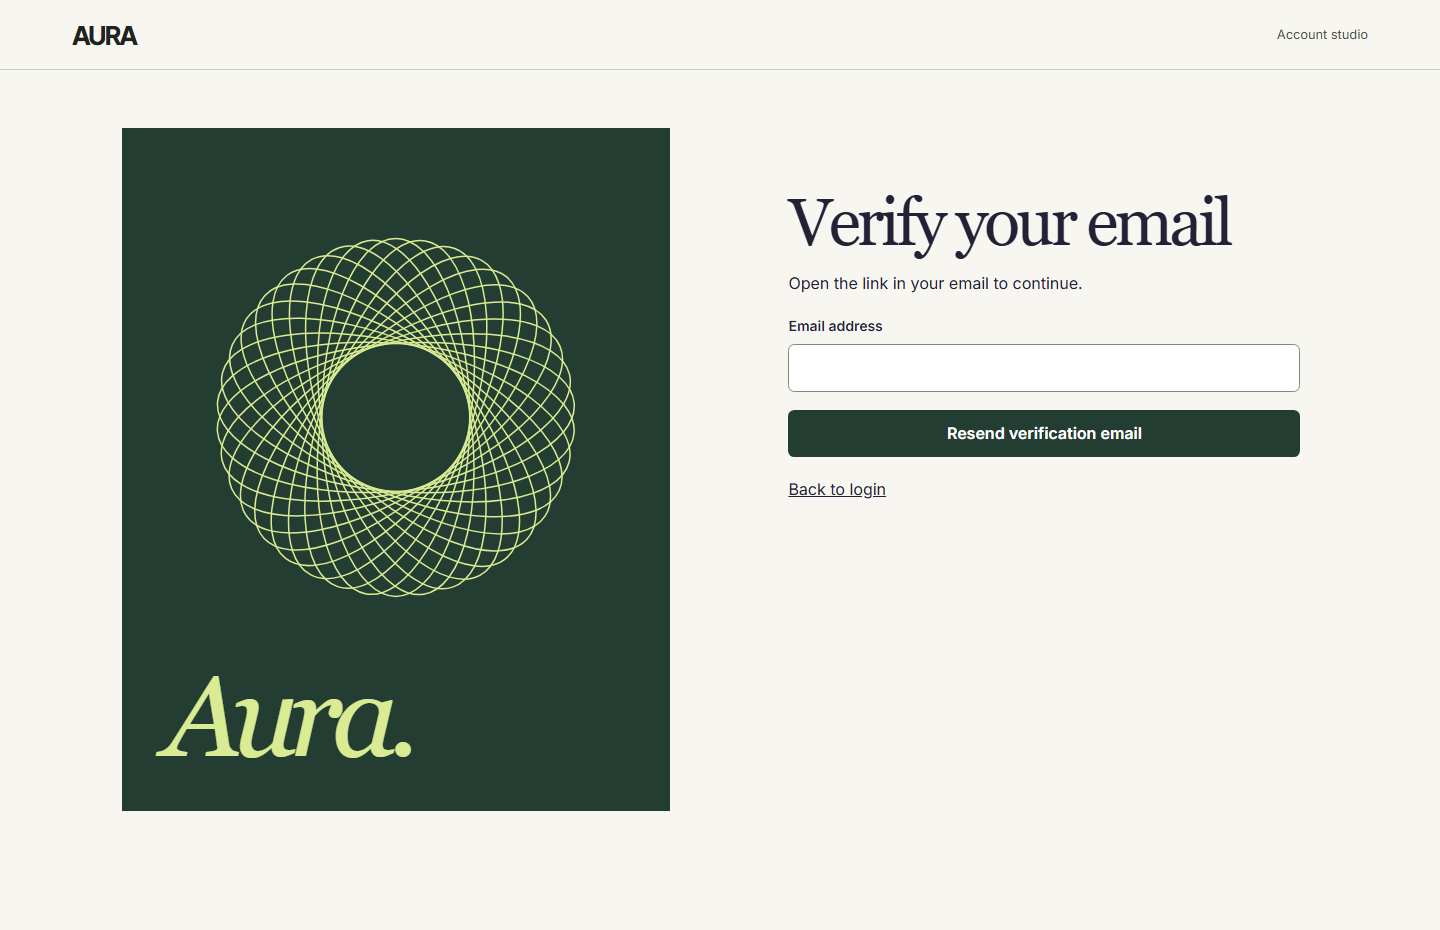 AURA
Account studio
Aura.
Verify your email
Open the link in your email to continue.
Email address
Resend verification email
Back to login